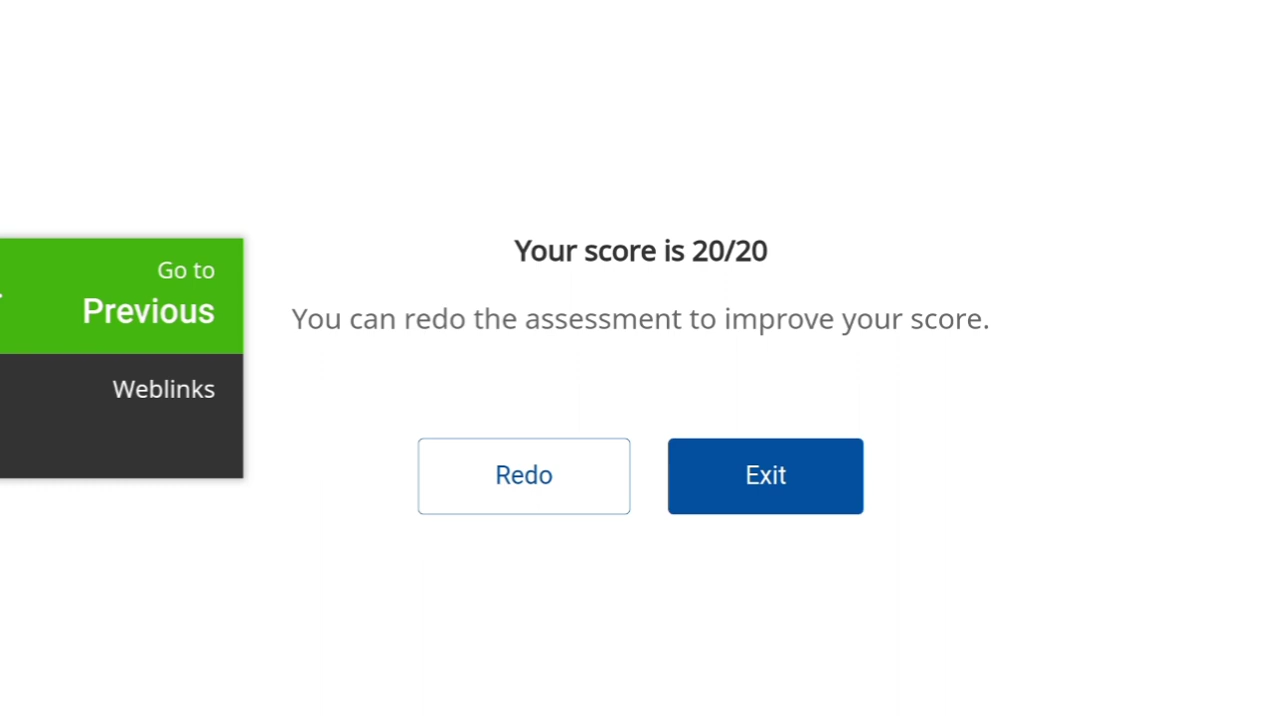 Your score is 20/20
Go to
Previous
You can redo the assessment to improve your score.
Weblinks
Redo
Exit